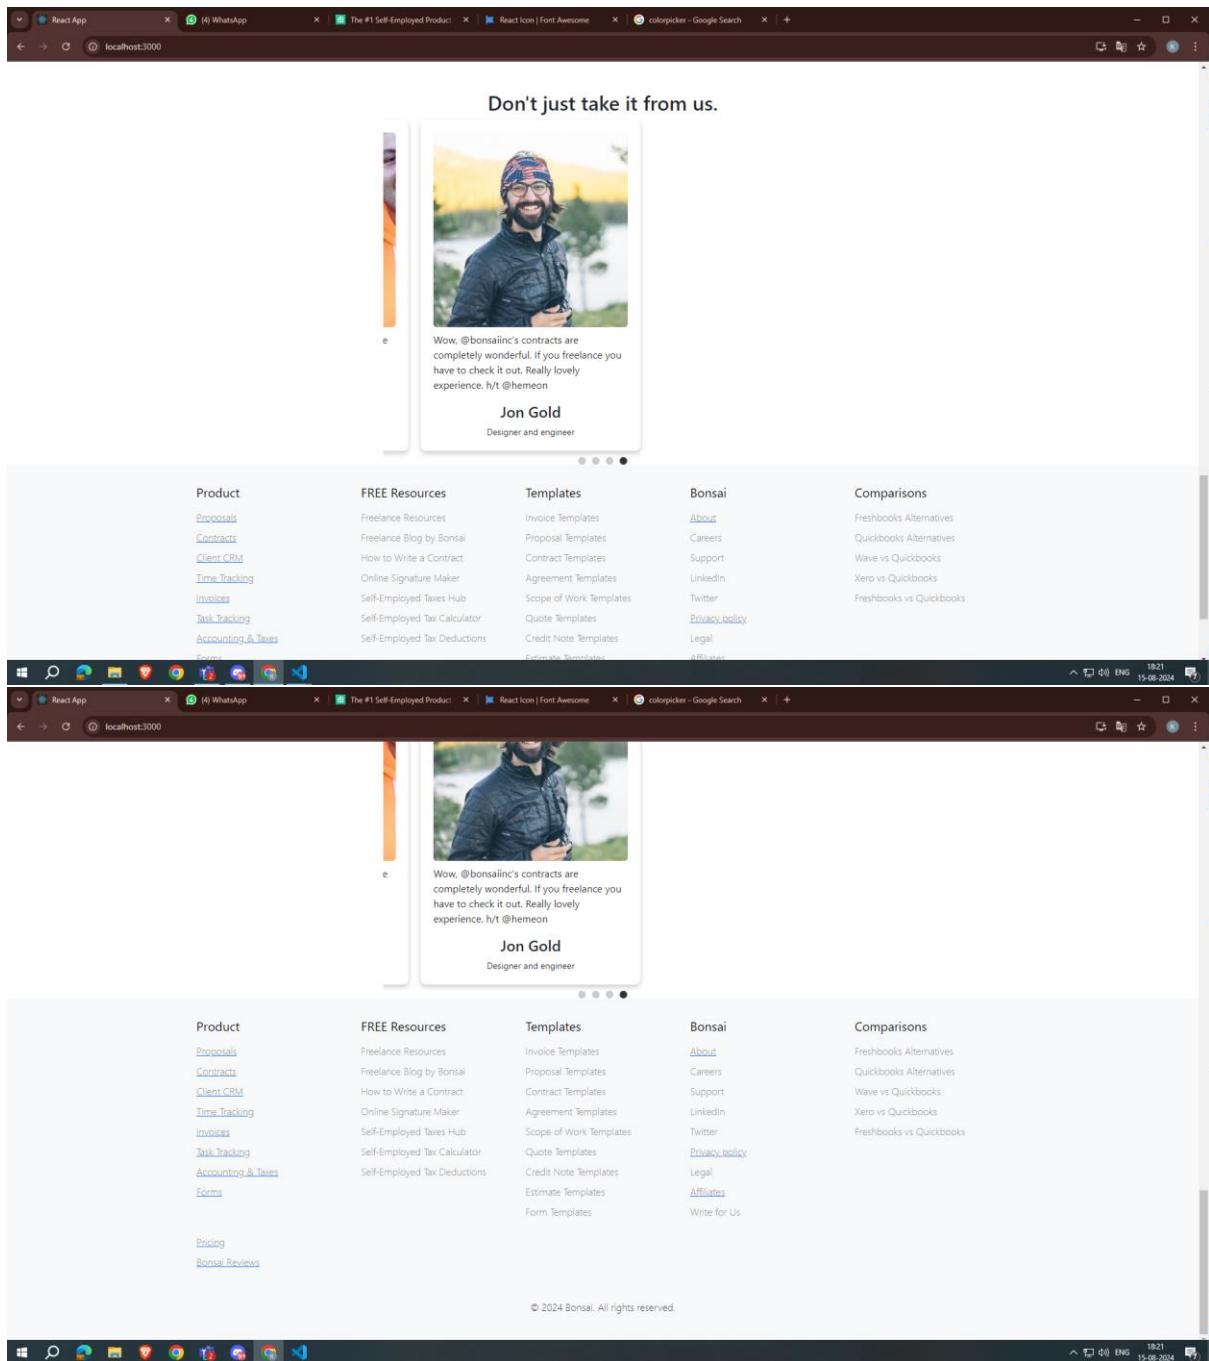 React App
(4) WhatsApp
The #1 Self-Employed Product
React Icon | Font Awesome
colorpicker - Google Search
localhost:3000
Don't just take it from us.
e
Wow, @bonsaiinc's contracts are
completely wonderful. If you freelance you
have to check it out. Really lovely
experience. h/t @hemeon
Jon Gold
Designer and engineer
Product
Proposals
Contracts
Client CRM
Time Tracking
Invoices
Task Tracking
Accounting & Taxes
Forms
FREE Resources
Freelance Resources
Freelance Blog by Bonsai
How to Write a Contract
Online Signature Maker
Self-Employed Taxes Hub
Self-Employed Tax Calculator
Self-Employed Tax Deductions
Templates
Invoice Templates
Proposal Templates
Contract Templates
Agreement Templates
Scope of Work Templates
Quote Templates
Credit Note Templates
Estimate Templates
Bonsai
About
Careers
Support
LinkedIn
Twitter
Privacy policy
Legal
Affiliates
Comparisons
Freshbooks Alternatives
Quickbooks Alternatives
Wave vs Quickbooks
Xero vs Quickbooks
Freshbooks vs Quickbooks
ENG
18:21
15-08-2024
React App
(4) WhatsApp
The #1 Self-Employed Product
React Icon | Font Awesome
colorpicker - Google Search
localhost:3000
e
Wow, @bonsaiinc's contracts are
completely wonderful. If you freelance you
have to check it out. Really lovely
experience. h/t @hemeon
Jon Gold
Designer and engineer
Product
Proposals
Contracts
Client CRM
Time Tracking
Invoices
Task Tracking
Accounting & Taxes
Forms
Pricing
Bonsai Reviews
FREE Resources
Freelance Resources
Freelance Blog by Bonsai
How to Write a Contract
Online Signature Maker
Self-Employed Taxes Hub
Self-Employed Tax Calculator
Self-Employed Tax Deductions
Templates
Invoice Templates
Proposal Templates
Contract Templates
Agreement Templates
Scope of Work Templates
Quote Templates
Credit Note Templates
Estimate Templates
Form Templates
Bonsai
About
Careers
Support
LinkedIn
Twitter
Privacy policy
Legal
Affiliates
Write for Us
Comparisons
Freshbooks Alternatives
Quickbooks Alternatives
Wave vs Quickbooks
Xero vs Quickbooks
Freshbooks vs Quickbooks
© 2024 Bonsai. All rights reserved.
ENG
18:21
15-08-2024